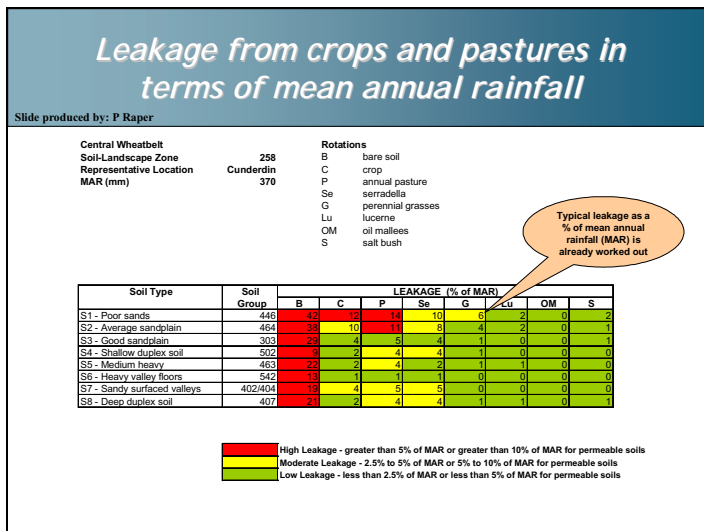 Leakage from crops and pastures in
terms of mean annual rainfall
Slide produced by: P Raper
Central Wheatbelt
Soil-Landscape Zone 258
Representative Location Cunderdin
MAR (mm) 370
Rotations
B bare soil
C crop
P annual pasture
Se serradella
G perennial grasses
Lu lucerne
OM oil mallees
S salt bush
Typical leakage as a
% of mean annual
rainfall (MAR) is
already worked out
Soil Type Soil LEAKAGE (% of MAR)
Group B C P Se G Lu OM S
S1 - Poor sands 446 42 12 14 10 6 2 0 2
S2 - Average sandplain 464 38 10 11 8 4 2 0 1
S3 - Good sandplain 303 29 4 5 4 1 0 0 1
S4 - Shallow duplex soil 502 9 2 4 4 1 0 0 0
S5 - Medium heavy 463 22 2 4 2 1 1 0 0
S6 - Heavy valley floors 542 13 1 1 1 0 0 0 0
S7 - Sandy surfaced valleys 402/404 19 4 5 5 0 0 0 0
S8 - Deep duplex soil 407 21 2 4 4 1 1 0 1
High Leakage - greater than 5% of MAR or greater than 10% of MAR for permeable soils
Moderate Leakage - 2.5% to 5% of MAR or 5% to 10% of MAR for permeable soils
Low Leakage - less than 2.5% of MAR or less than 5% of MAR for permeable soils